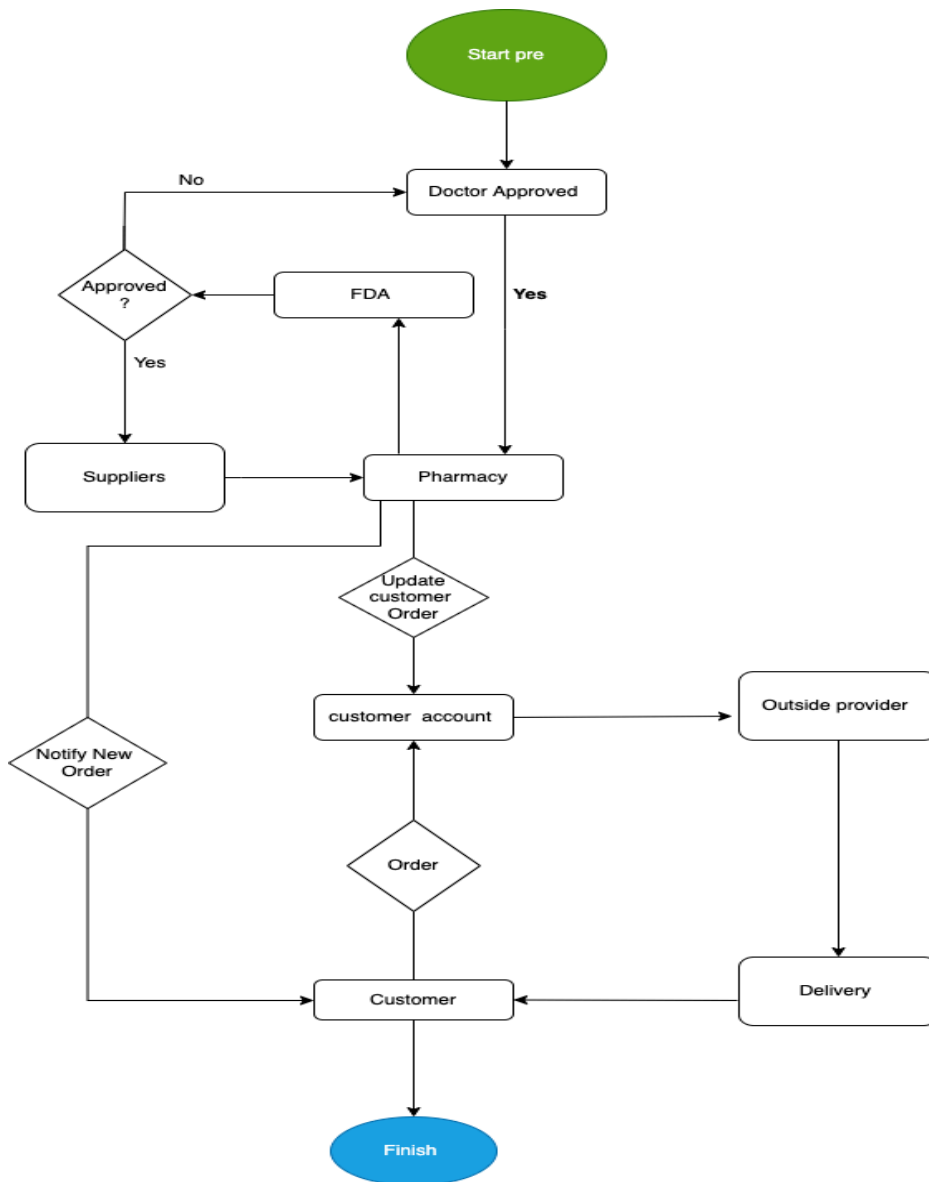 Start pre
No
Doctor Approved
Approved
?
FDA
Yes
Yes
Suppliers
Pharmacy
Update
customer
Order
customer account
Outside provider
Notify New
Order
Order
Customer
Delivery
Finish